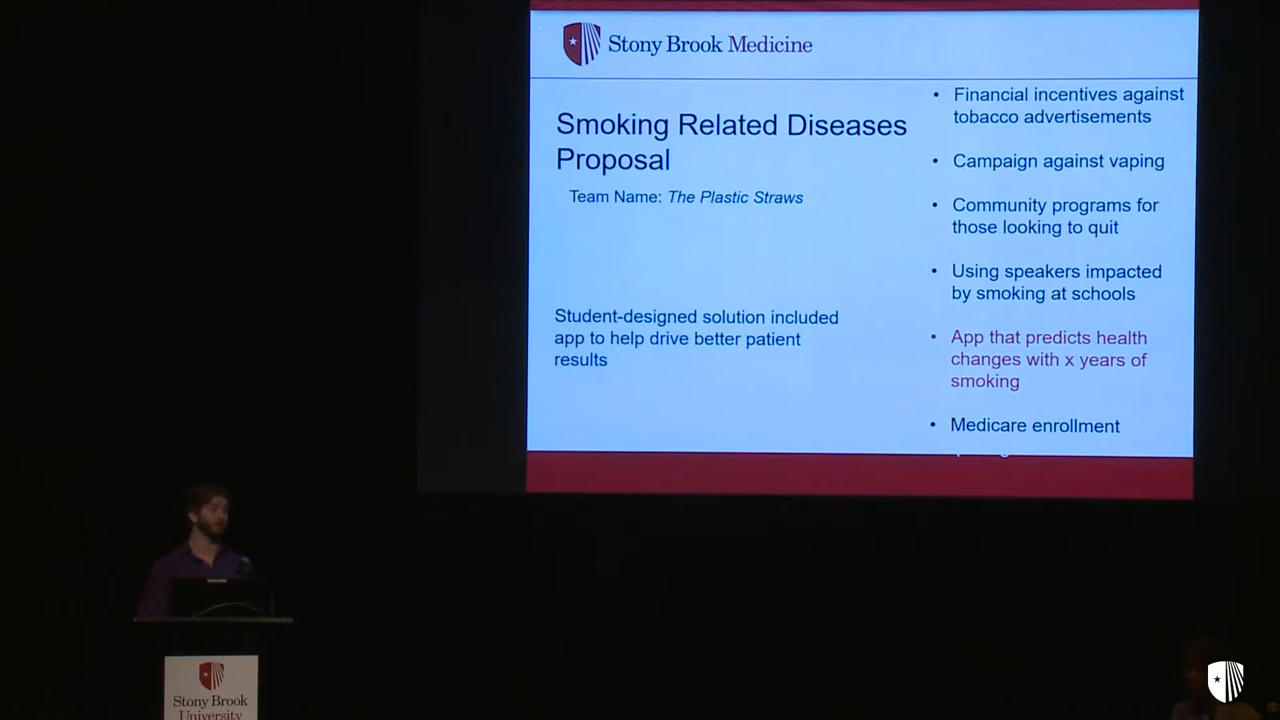 Stony Brook Medicine
Smoking Related Diseases
Proposal
Team Name: The Plastic Straws
Student-designed solution included
app to help drive better patient
results
• Financial incentives against
tobacco advertisements
• Campaign against vaping
• Community programs for
those looking to quit
• Using speakers impacted
by smoking at schools
• App that predicts health
changes with x years of
smoking
• Medicare enrollment
Stony Brook
University